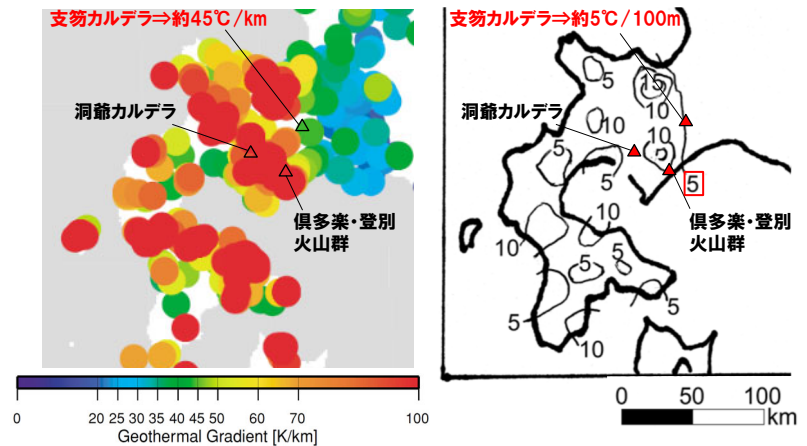 支笏カルデラ⇒約45℃/km
洞爺カルデラ
倶多楽・登別
火山群
0 20 25 30 35 40 45 50 60 70 100
Geothermal Gradient [K/km]
支笏カルデラ⇒約5℃/100m
洞爺カルデラ
倶多楽・登別
火山群
10
15
10
10
10
5
5
5
10
5
5
5
5
10
0 50 100
km